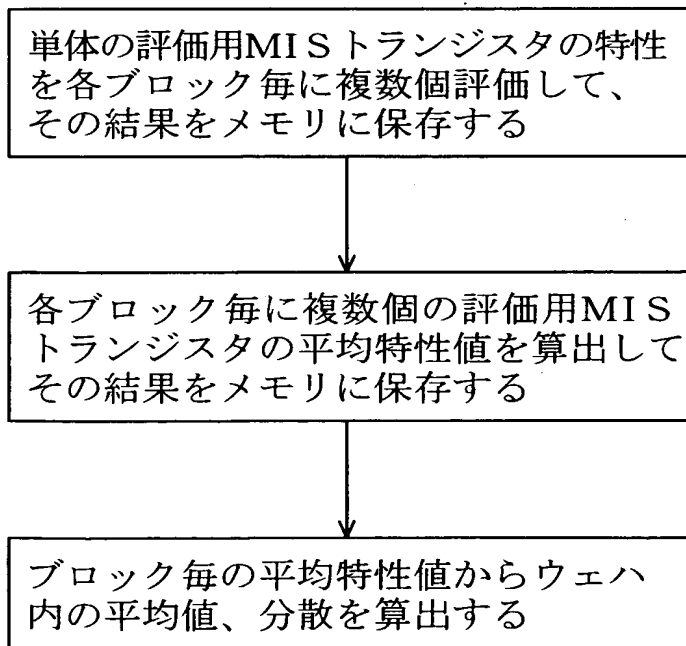 単体の評価用MISトランジスタの特性
を各ブロック毎に複数個評価して、
その結果をメモリに保存する
各ブロック毎に複数個の評価用MIS
トランジスタの平均特性値を算出して
その結果をメモリに保存する
ブロック毎の平均特性値からウェハ
内の平均値、分散を算出する